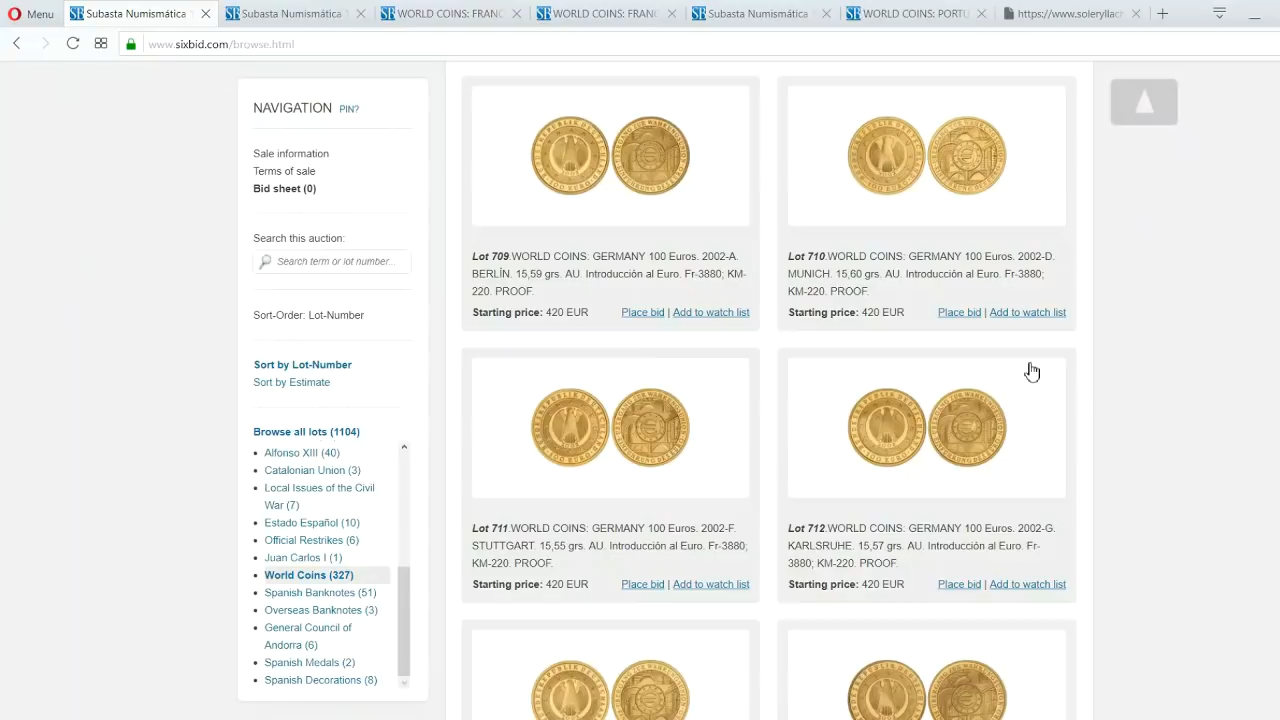 Menu
Subasta Numismática
Subasta Numismática
WORLD COINS: FRANC
WORLD COINS: FRANC
Subasta Numismática
WORLD COINS: PORTU
https://www.soleryllac
www.sixbid.com/browse.html
NAVIGATION PIN?
Sale information
Terms of sale
Bid sheet (0)
Search this auction:
Search term or lot number...
Sort-Order: Lot-Number
Sort by Lot-Number
Sort by Estimate
Browse all lots (1104)
Alfonso XIII (40)
Catalonian Union (3)
Local Issues of the Civil
War (7)
Estado Español (10)
Official Restrikes (6)
Juan Carlos I (1)
World Coins (327)
Spanish Banknotes (51)
Overseas Banknotes (3)
General Council of
Andorra (6)
Spanish Medals (2)
Spanish Decorations (8)
Lot 709.WORLD COINS: GERMANY 100 Euros. 2002-A.
BERLÍN. 15,59 grs. AU. Introducción al Euro. Fr-3880; KM-
220. PROOF.
Starting price: 420 EUR Place bid | Add to watch list
Lot 710.WORLD COINS: GERMANY 100 Euros. 2002-D.
MUNICH. 15,60 grs. AU. Introducción al Euro. Fr-3880;
KM-220. PROOF.
Starting price: 420 EUR Place bid | Add to watch list
Lot 711.WORLD COINS: GERMANY 100 Euros. 2002-F.
STUTTGART. 15,55 grs. AU. Introducción al Euro. Fr-3880;
KM-220. PROOF.
Starting price: 420 EUR Place bid | Add to watch list
Lot 712.WORLD COINS: GERMANY 100 Euros. 2002-G.
KARLSRUHE. 15,57 grs. AU. Introducción al Euro. Fr-
3880; KM-220. PROOF.
Starting price: 420 EUR Place bid | Add to watch list